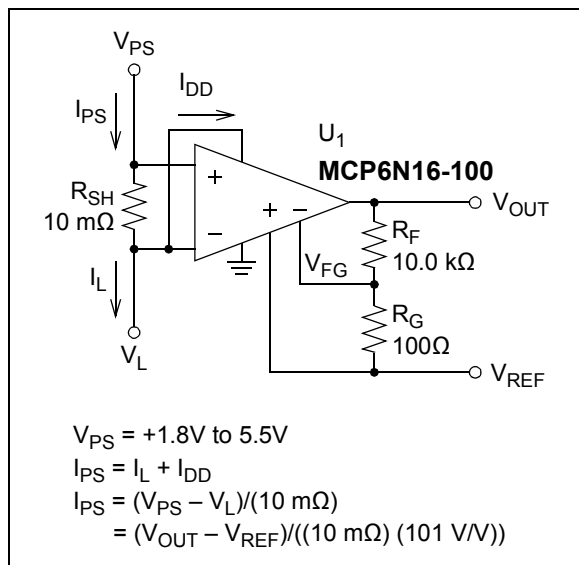 V_PS
I_DD
I_PS
U_1
MCP6N16-100
+
R_SH
10 mΩ
+ −
V_OUT
−
R_F
10.0 kΩ
V_FG
I_L
R_G
100Ω
V_L
V_REF
V_PS = +1.8V to 5.5V
I_PS = I_L + I_DD
I_PS = (V_PS – V_L)/(10 mΩ)
= (V_OUT – V_REF)/((10 mΩ) (101 V/V))